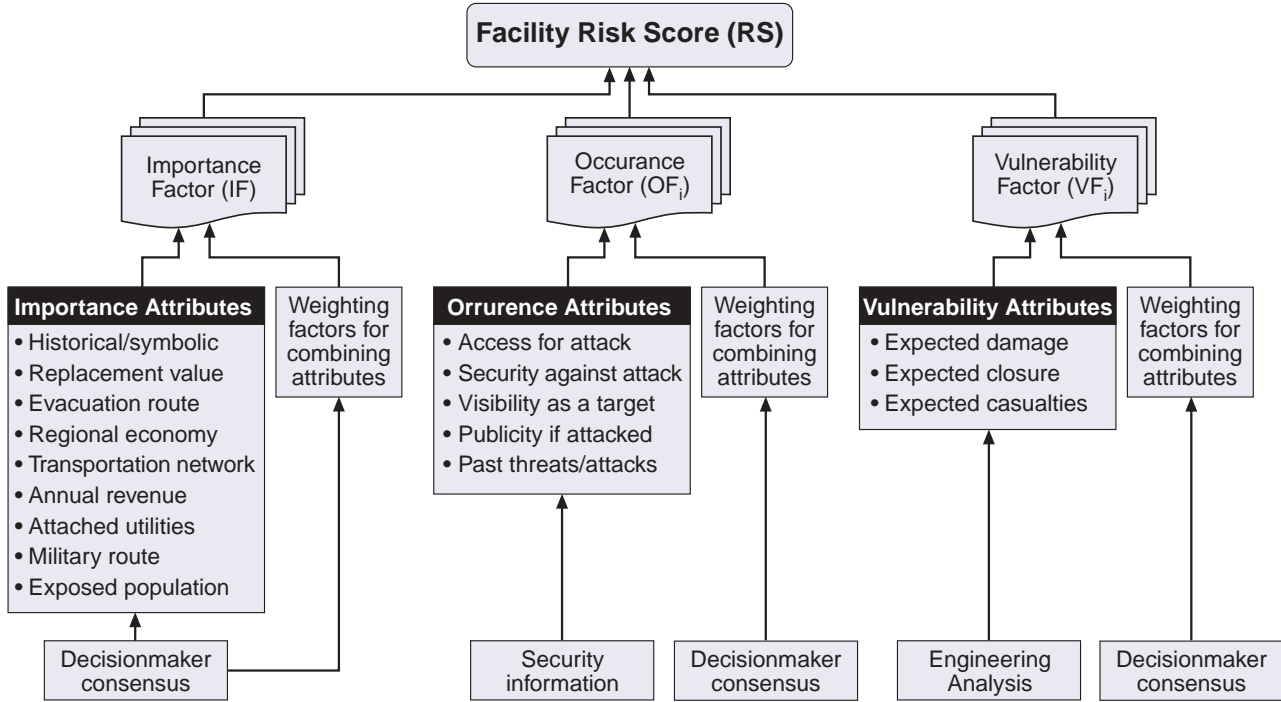 Facility Risk Score (RS)
Importance
Factor (IF)
Occurance
Factor (OFi)
Vulnerability
Factor (VFi)
Importance Attributes
• Historical/symbolic
• Replacement value
• Evacuation route
• Regional economy
• Transportation network
• Annual revenue
• Attached utilities
• Military route
• Exposed population
Weighting
factors for
combining
attributes
Orrurence Attributes
• Access for attack
• Security against attack
• Visibility as a target
• Publicity if attacked
• Past threats/attacks
Weighting
factors for
combining
attributes
Vulnerability Attributes
• Expected damage
• Expected closure
• Expected casualties
Weighting
factors for
combining
attributes
Decisionmaker
consensus
Security
information
Decisionmaker
consensus
Engineering
Analysis
Decisionmaker
consensus